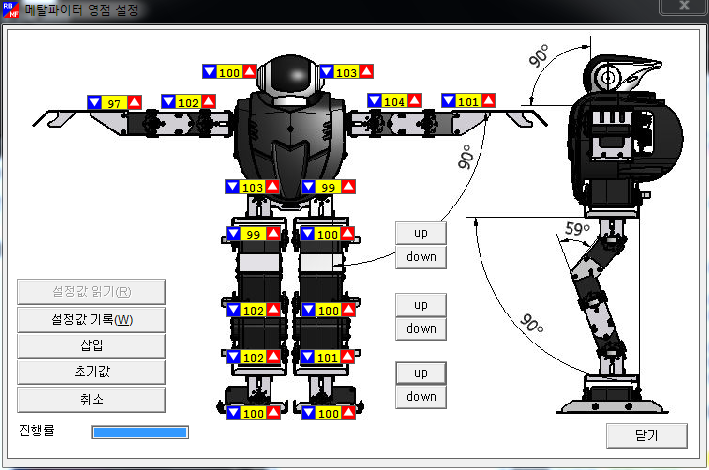 RB
MF
메탈파이터 영점 설정
100 103
97 102 104 101
103 99
99 100
102 100
102 101
100 100
90°
90°
59°
90°
up
down
up
down
up
down
설정값 읽기(R)
설정값 기록(W)
삽입
초기값
취소
진행률
닫기